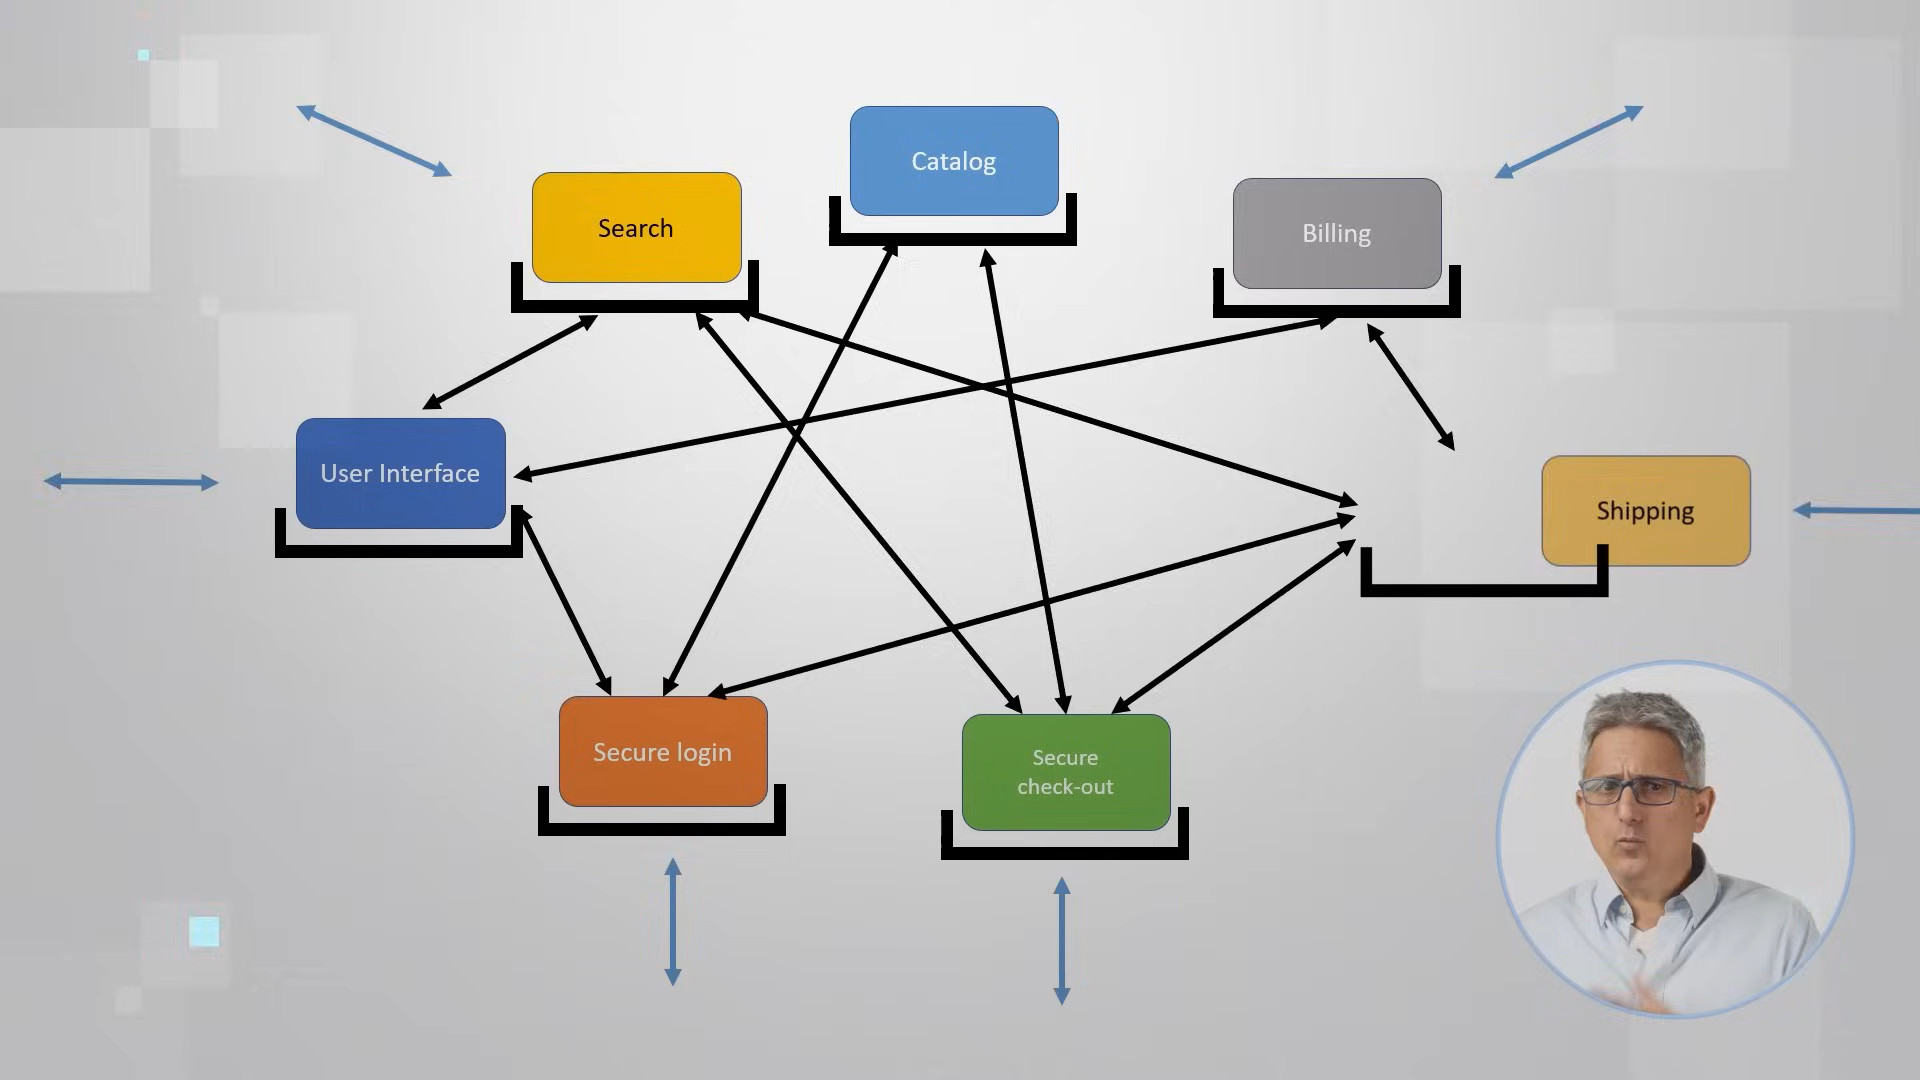 Catalog
Search
Billing
User Interface
Shipping
Secure login
Secure
check-out